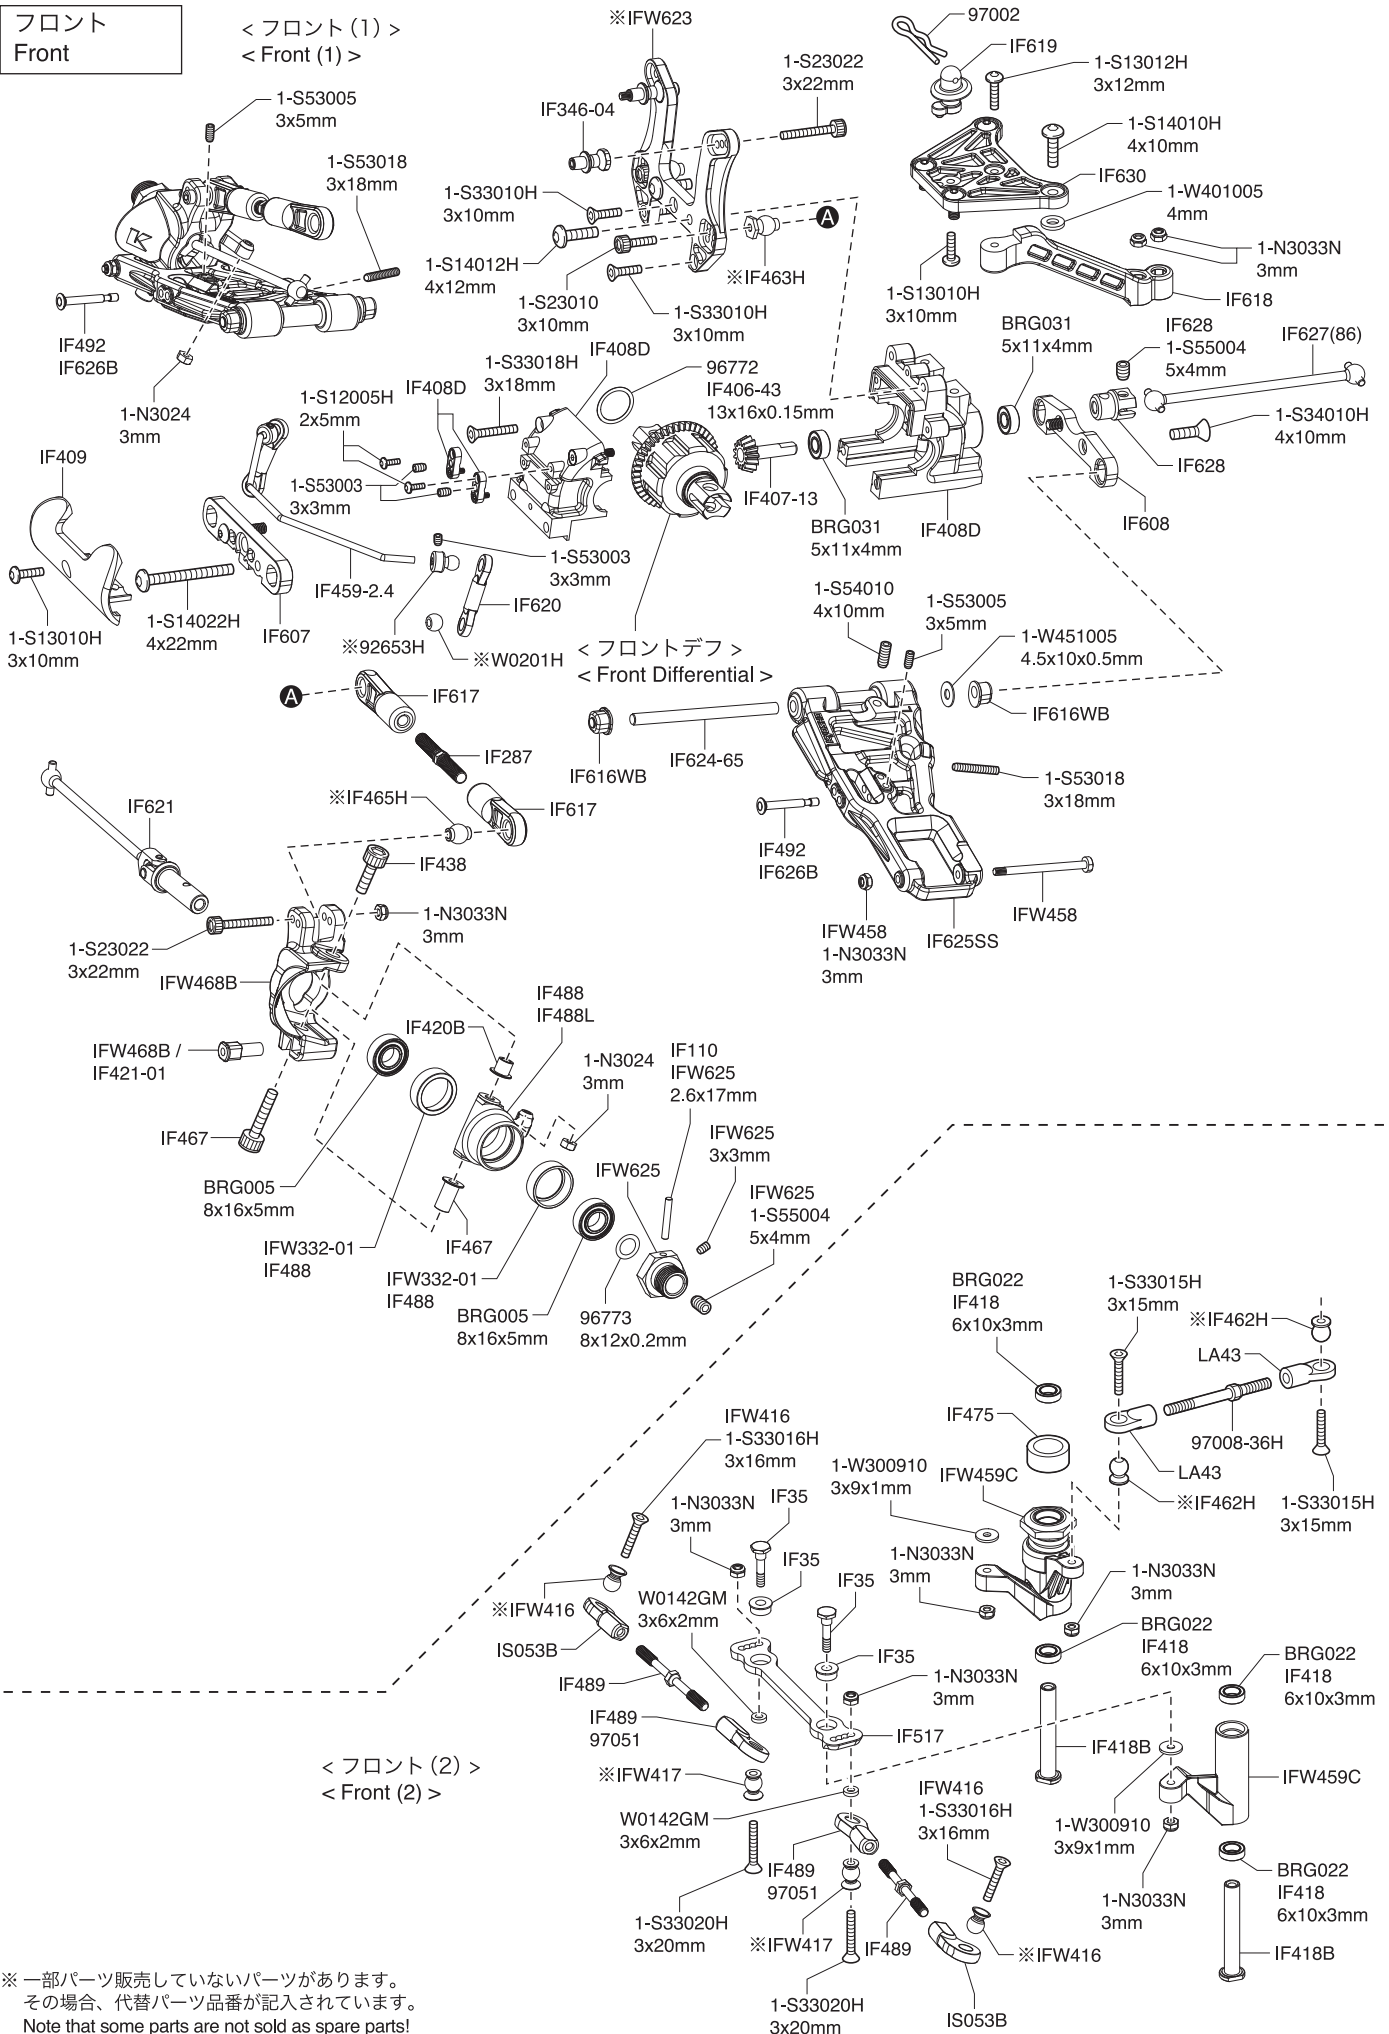 フロント
Front
< フロント (1) >
< Front (1) >
※IFW623
97002
IF619
1-S13012H
3x12mm
1-S23022
3x22mm
1-S53005
3x5mm
IF346-04
1-S14010H
4x10mm
1-S53018
3x18mm
IF630
1-S33010H
3x10mm
1-W401005
4mm
A
1-N3033N
3mm
1-S14012H
4x12mm
※IF463H
1-S13010H
3x10mm
IF618
1-S23010
3x10mm
1-S33010H
3x10mm
IF492
IF626B
BRG031
5x11x4mm
IF628
1-S55004
5x4mm
IF627(86)
1-S33018H
3x18mm
IF408D
96772
IF406-43
13x16x0.15mm
1-S12005H
2x5mm
IF408D
1-N3024
3mm
1-S34010H
4x10mm
IF409
IF628
1-S53003
3x3mm
IF407-13
IF608
BRG031
5x11x4mm
IF408D
1-S53003
3x3mm
1-S54010
4x10mm
1-S53005
3x5mm
IF459-2.4
IF620
1-S13010H
3x10mm
1-S14022H
4x22mm
IF607
※92653H
※W0201H
< フロントデフ >
< Front Differential >
1-W451005
4.5x10x0.5mm
A
IF617
IF616WB
IF287
IF616WB
IF624-65
1-S53018
3x18mm
※IF465H
IF617
IF621
IF492
IF626B
IF438
1-N3033N
3mm
IFW458
1-N3033N
3mm
IF625SS
IFW458
1-S23022
3x22mm
IFW468B
IF488
IF488L
IF420B
IFW468B /
IF421-01
1-N3024
3mm
IF110
IFW625
2.6x17mm
IF467
IFW625
3x3mm
IFW625
BRG005
8x16x5mm
IFW625
1-S55004
5x4mm
IFW332-01
IF488
IF467
IFW332-01
IF488
BRG005
8x16x5mm
96773
8x12x0.2mm
BRG022
IF418
6x10x3mm
1-S33015H
3x15mm
※IF462H
LA43
IF475
97008-36H
IFW416
1-S33016H
3x16mm
1-W300910
3x9x1mm
IFW459C
LA43
※IF462H
1-S33015H
3x15mm
1-N3033N
3mm
IF35
1-N3033N
3mm
1-N3033N
3mm
IF35
IF35
※IFW416
W0142GM
3x6x2mm
BRG022
IF418
6x10x3mm
IS053B
IF35
BRG022
IF418
6x10x3mm
IF489
1-N3033N
3mm
IF489
97051
IF517
IF418B
< フロント (2) >
< Front (2) >
※IFW417
IFW459C
IFW416
1-S33016H
3x16mm
W0142GM
3x6x2mm
1-W300910
3x9x1mm
IF489
97051
BRG022
IF418
6x10x3mm
1-N3033N
3mm
1-S33020H
3x20mm
※IFW417
IF489
※IFW416
IF418B
※ 一部パーツ販売していないパーツがあります。
その場合、代替パーツ品番が記入されています。
Note that some parts are not sold as spare parts!
1-S33020H
3x20mm
IS053B